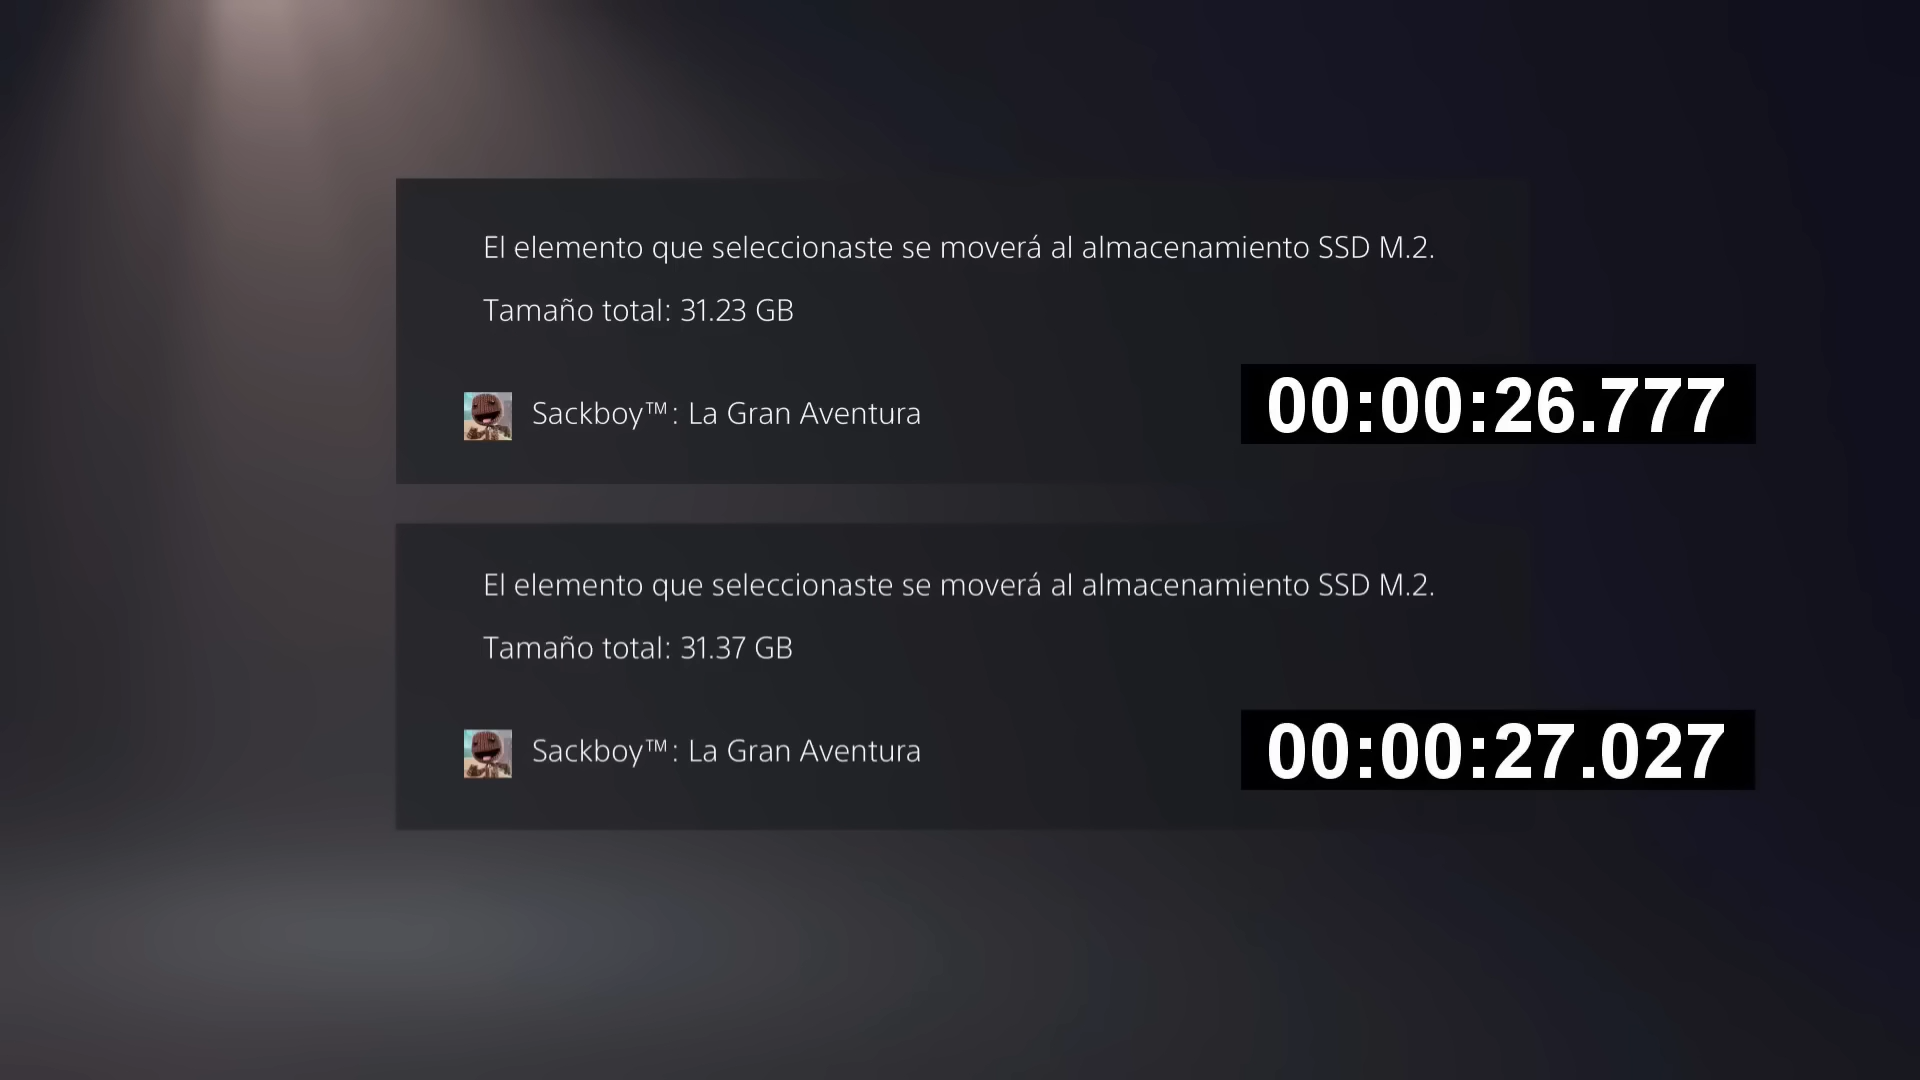 El elemento que seleccionaste se moverá al almacenamiento SSD M.2.
Tamaño total: 31.23 GB
Sackboy™: La Gran Aventura
00:00:26.777
El elemento que seleccionaste se moverá al almacenamiento SSD M.2.
Tamaño total: 31.37 GB
Sackboy™: La Gran Aventura
00:00:27.027